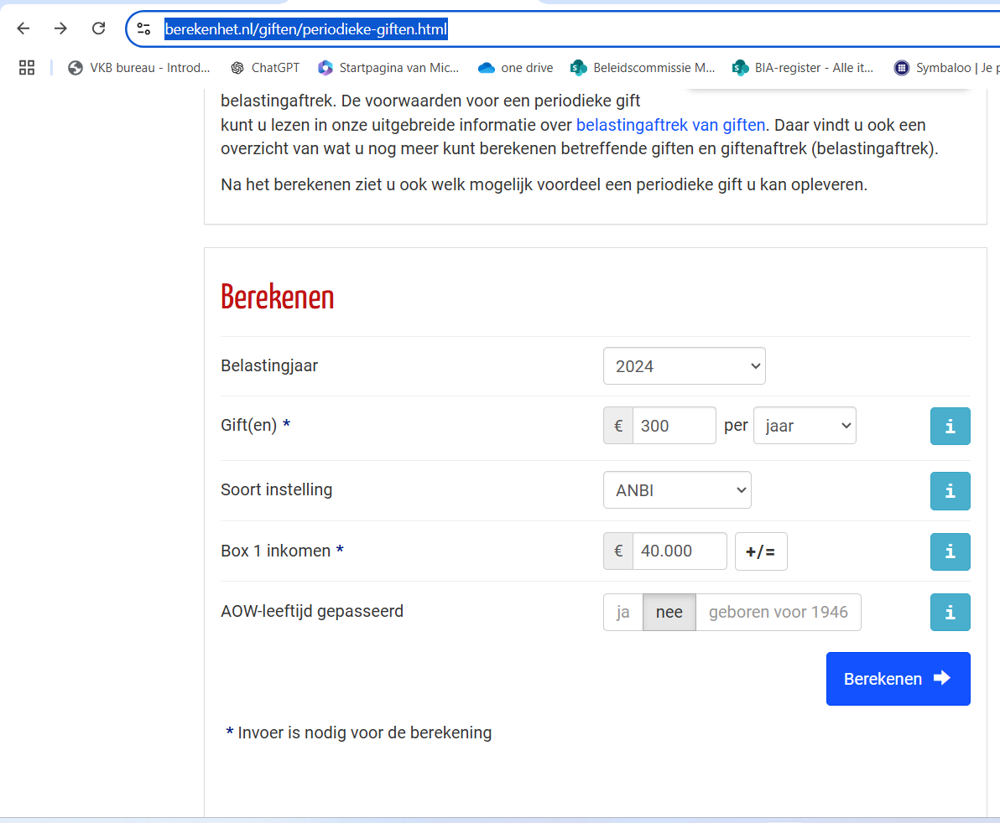 berekenhet.nl/giften/periodieke-giften.html
VKB bureau - Introd... ChatGPT Startpagina van Mic... one drive Beleidscommissie M... BIA-register - Alle it... Symbaloo | Je p
belastingaftrek. De voorwaarden voor een periodieke gift
kunt u lezen in onze uitgebreide informatie over belastingaftrek van giften. Daar vindt u ook een
overzicht van wat u nog meer kunt berekenen betreffende giften en giftenaftrek (belastingaftrek).
Na het berekenen ziet u ook welk mogelijk voordeel een periodieke gift u kan opleveren.
Berekenen
Belastingjaar 2024
Gift(en) * € 300 per jaar i
Soort instelling ANBI i
Box 1 inkomen * € 40.000 +/= i
AOW-leeftijd gepasseerd ja nee geboren voor 1946 i
Berekenen
* Invoer is nodig voor de berekening